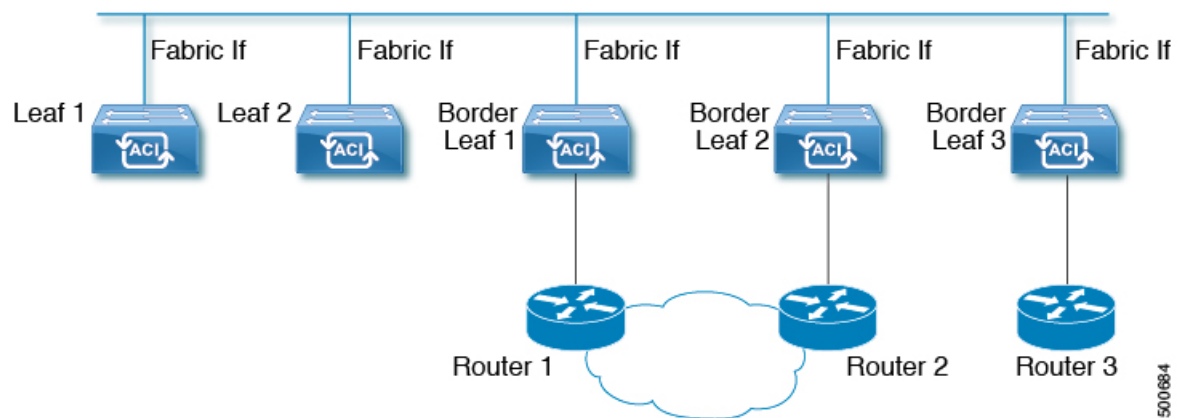 Fabric If
Fabric If
Fabric If
Fabric If
Fabric If
Leaf 1
Leaf 2
Border
Leaf 1
Border
Leaf 2
Border
Leaf 3
ACI
ACI
ACI
ACI
ACI
Router 1
Router 2
Router 3
500684